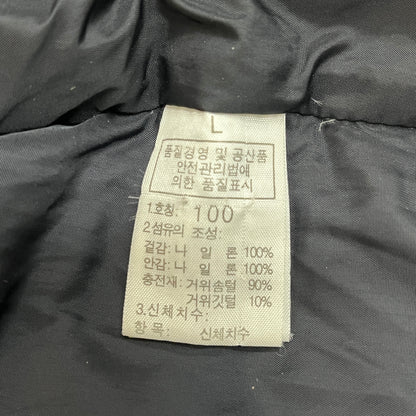 L
품질경영 및 공산품
안전관리법에
의한 품질표시
1.호칭: 100
2.섬유의 조성:
겉감: 나 일 론 100%
안감: 나 일 론 100%
충전재: 거위솜털 90%
거위깃털 10%
3.신체치수:
항 목: 신체치수